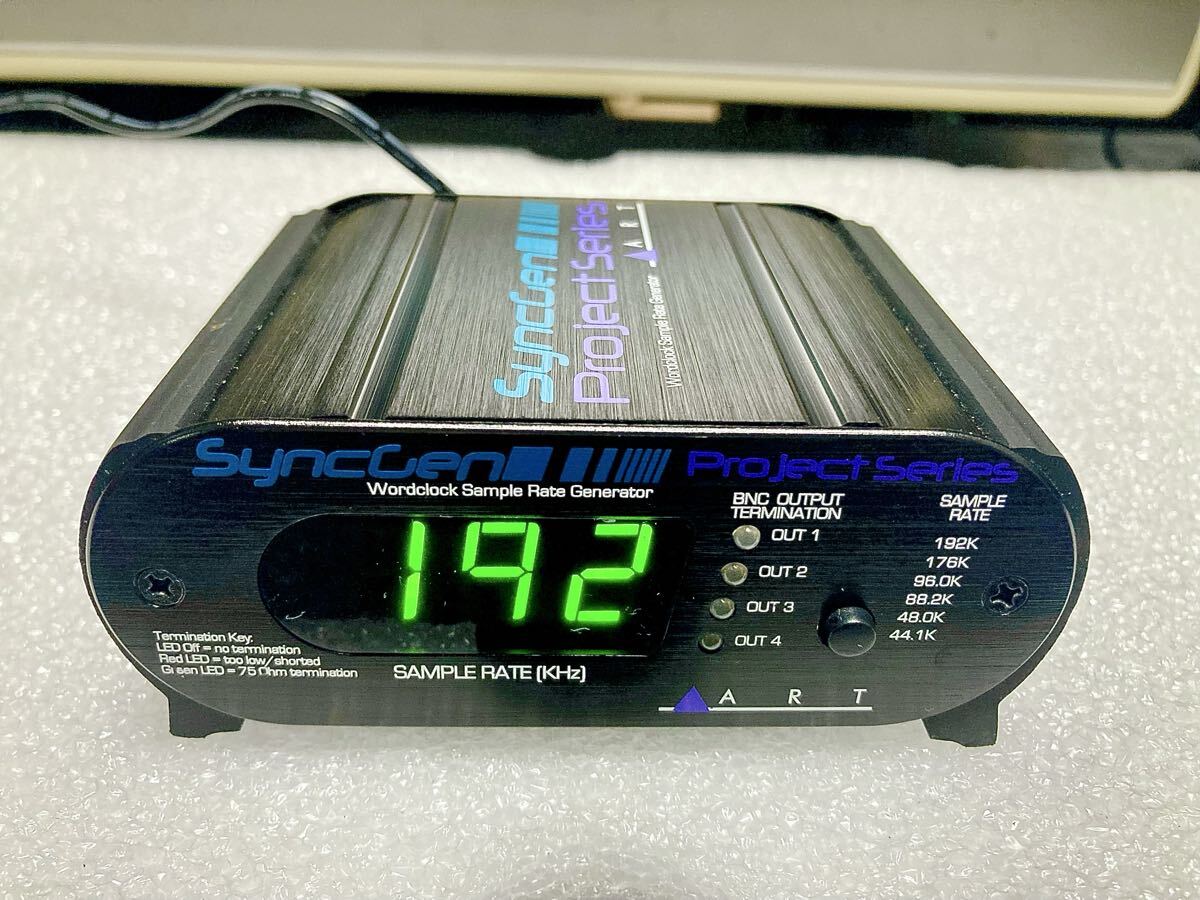 SyncGen
Project Series
Wordclock Sample Rate Generator
ART
SyncGen
Project Series
Wordclock Sample Rate Generator
192
SAMPLE RATE (KHz)
Termination Key:
LED Off = no termination
Red LED = too low/shorted
Green LED = 75 Ohm termination
BNC OUTPUT
TERMINATION
OUT 1
OUT 2
OUT 3
OUT 4
SAMPLE
RATE
192K
176K
96.0K
88.2K
48.0K
44.1K
ART